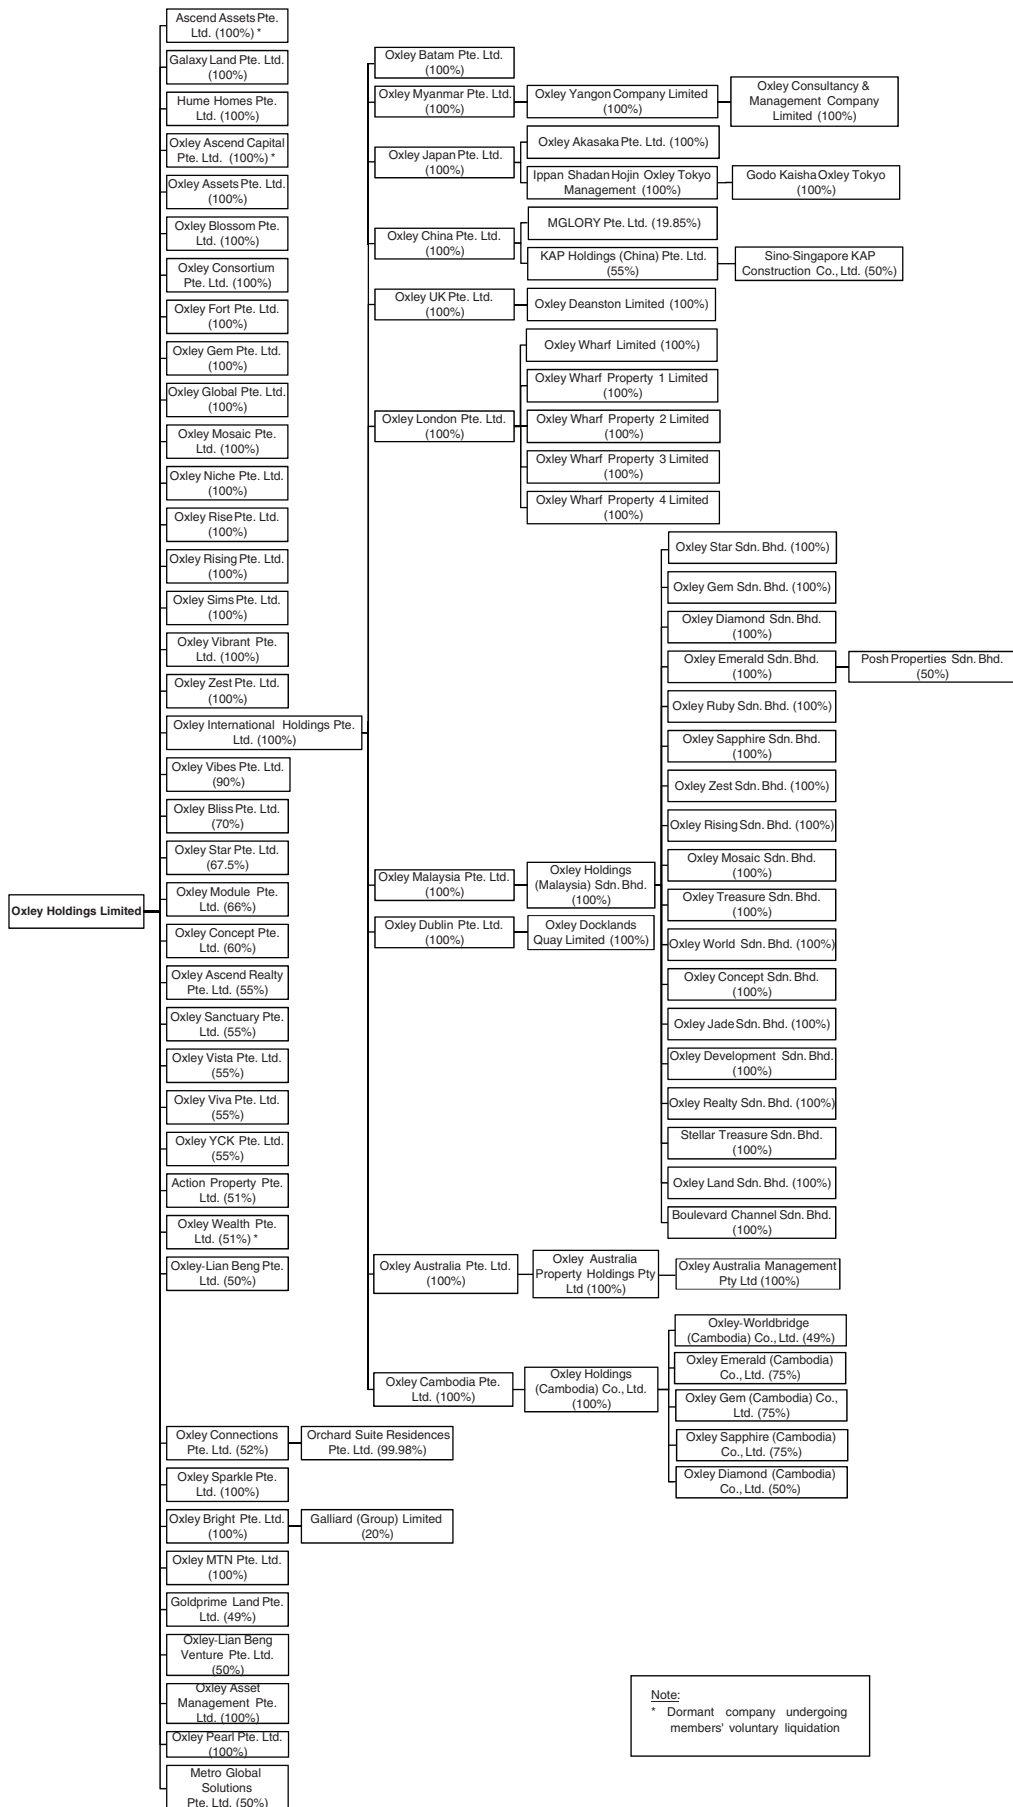 Oxley Holdings Limited
Ascend Assets Pte.
Ltd. (100%) *
Galaxy Land Pte. Ltd.
(100%)
Hume Homes Pte.
Ltd. (100%)
Oxley Ascend Capital
Pte. Ltd. (100%) *
Oxley Assets Pte. Ltd.
(100%)
Oxley Blossom Pte.
Ltd. (100%)
Oxley Consortium
Pte. Ltd. (100%)
Oxley Fort Pte. Ltd.
(100%)
Oxley Gem Pte. Ltd.
(100%)
Oxley Global Pte. Ltd.
(100%)
Oxley Mosaic Pte.
Ltd. (100%)
Oxley Niche Pte. Ltd.
(100%)
Oxley Rise Pte. Ltd.
(100%)
Oxley Rising Pte. Ltd.
(100%)
Oxley Sims Pte. Ltd.
(100%)
Oxley Vibrant Pte.
Ltd. (100%)
Oxley Zest Pte. Ltd.
(100%)
Oxley International Holdings Pte.
Ltd. (100%)
Oxley Vibes Pte. Ltd.
(90%)
Oxley Bliss Pte. Ltd.
(70%)
Oxley Star Pte. Ltd.
(67.5%)
Oxley Module Pte.
Ltd. (66%)
Oxley Concept Pte.
Ltd. (60%)
Oxley Ascend Realty
Pte. Ltd. (55%)
Oxley Sanctuary Pte.
Ltd. (55%)
Oxley Vista Pte. Ltd.
(55%)
Oxley Viva Pte. Ltd.
(55%)
Oxley YCK Pte. Ltd.
(55%)
Action Property Pte.
Ltd. (51%)
Oxley Wealth Pte.
Ltd. (51%) *
Oxley-Lian Beng Pte.
Ltd. (50%)
Oxley Connections
Pte. Ltd. (52%)
Orchard Suite Residences
Pte. Ltd. (99.98%)
Oxley Sparkle Pte.
Ltd. (100%)
Oxley Bright Pte. Ltd.
(100%)
Galliard (Group) Limited
(20%)
Oxley MTN Pte. Ltd.
(100%)
Goldprime Land Pte.
Ltd. (49%)
Oxley-Lian Beng
Venture Pte. Ltd.
(50%)
Oxley Asset
Management Pte.
Ltd. (100%)
Oxley Pearl Pte. Ltd.
(100%)
Metro Global
Solutions
Pte. Ltd. (50%)
Oxley Batam Pte. Ltd.
(100%)
Oxley Myanmar Pte. Ltd.
(100%)
Oxley Yangon Company Limited
(100%)
Oxley Consultancy &
Management Company
Limited (100%)
Oxley Japan Pte. Ltd.
(100%)
Oxley Akasaka Pte. Ltd. (100%)
Ippan Shadan Hojin Oxley Tokyo
Management (100%)
Godo Kaisha Oxley Tokyo
(100%)
Oxley China Pte. Ltd.
(100%)
MGLORY Pte. Ltd. (19.85%)
KAP Holdings (China) Pte. Ltd.
(55%)
Sino-Singapore KAP
Construction Co., Ltd. (50%)
Oxley UK Pte. Ltd.
(100%)
Oxley Deanston Limited (100%)
Oxley London Pte. Ltd.
(100%)
Oxley Wharf Limited (100%)
Oxley Wharf Property 1 Limited
(100%)
Oxley Wharf Property 2 Limited
(100%)
Oxley Wharf Property 3 Limited
(100%)
Oxley Wharf Property 4 Limited
(100%)
Oxley Malaysia Pte. Ltd.
(100%)
Oxley Holdings
(Malaysia) Sdn. Bhd.
(100%)
Oxley Star Sdn. Bhd. (100%)
Oxley Gem Sdn. Bhd. (100%)
Oxley Diamond Sdn. Bhd.
(100%)
Oxley Emerald Sdn. Bhd.
(100%)
Posh Properties Sdn. Bhd.
(50%)
Oxley Ruby Sdn. Bhd. (100%)
Oxley Sapphire Sdn. Bhd.
(100%)
Oxley Zest Sdn. Bhd. (100%)
Oxley Rising Sdn. Bhd. (100%)
Oxley Mosaic Sdn. Bhd.
(100%)
Oxley Treasure Sdn. Bhd.
(100%)
Oxley World Sdn. Bhd. (100%)
Oxley Concept Sdn. Bhd.
(100%)
Oxley Jade Sdn. Bhd. (100%)
Oxley Development Sdn. Bhd.
(100%)
Oxley Realty Sdn. Bhd. (100%)
Stellar Treasure Sdn. Bhd.
(100%)
Oxley Land Sdn. Bhd. (100%)
Boulevard Channel Sdn. Bhd.
(100%)
Oxley Dublin Pte. Ltd.
(100%)
Oxley Docklands
Quay Limited (100%)
Oxley Australia Pte. Ltd.
(100%)
Oxley Australia
Property Holdings Pty
Ltd (100%)
Oxley Australia Management
Pty Ltd (100%)
Oxley Cambodia Pte.
Ltd. (100%)
Oxley Holdings
(Cambodia) Co., Ltd.
(100%)
Oxley-Worldbridge
(Cambodia) Co., Ltd. (49%)
Oxley Emerald (Cambodia)
Co., Ltd. (75%)
Oxley Gem (Cambodia) Co.,
Ltd. (75%)
Oxley Sapphire (Cambodia)
Co., Ltd. (75%)
Oxley Diamond (Cambodia)
Co., Ltd. (50%)
Note:
* Dormant company undergoing
members' voluntary liquidation